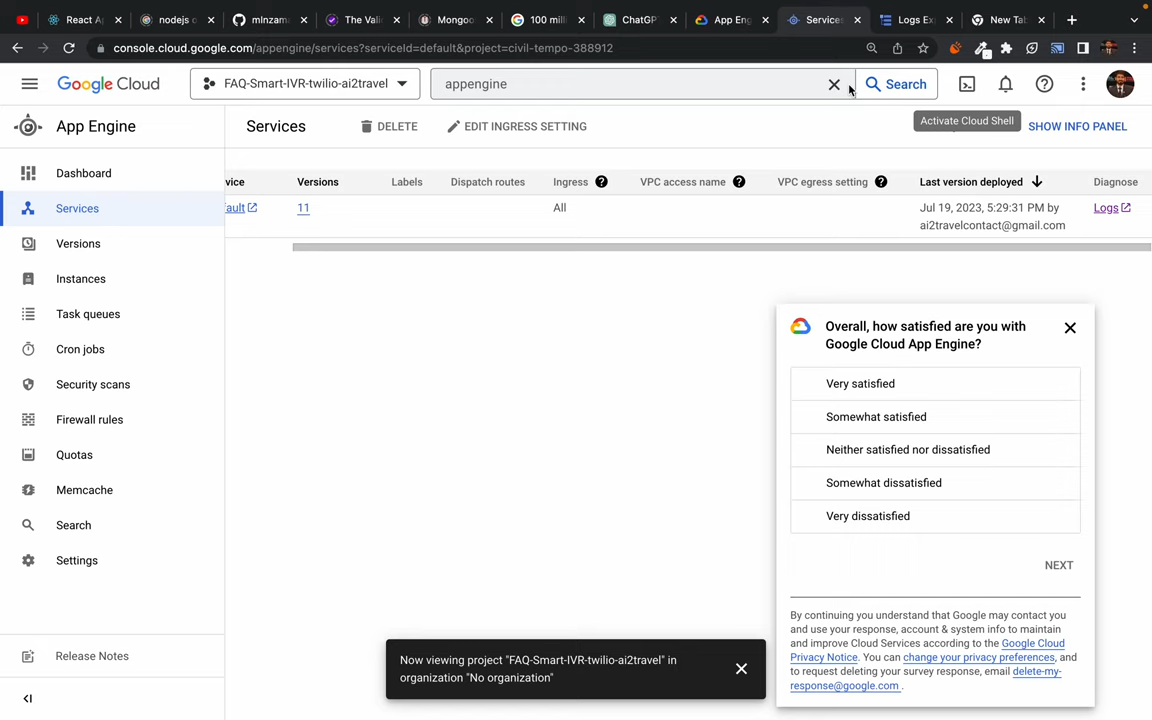 React A
nodejs o
mlnzama
The Vali
Mongoo
100 milli
ChatGP
App Eng
Services
Logs Ex
New Tab
console.cloud.google.com/appengine/services?serviceId=default&project=civil-tempo-388912
Google Cloud
FAQ-Smart-IVR-twilio-ai2travel
appengine
Search
App Engine
Services
DELETE
EDIT INGRESS SETTING
Activate Cloud Shell
SHOW INFO PANEL
Dashboard
Services
Versions
Instances
Task queues
Cron jobs
Security scans
Firewall rules
Quotas
Memcache
Search
Settings
Release Notes
vice
Versions
Labels
Dispatch routes
Ingress
VPC access name
VPC egress setting
Last version deployed
Diagnose
ault
11
All
Jul 19, 2023, 5:29:31 PM by
ai2travelcontact@gmail.com
Logs
Overall, how satisfied are you with
Google Cloud App Engine?
Very satisfied
Somewhat satisfied
Neither satisfied nor dissatisfied
Somewhat dissatisfied
Very dissatisfied
NEXT
By continuing you understand that Google may contact you
and use your response, account & system info to maintain
and improve Cloud Services according to the Google Cloud
Privacy Notice. You can change your privacy preferences, and
to request deleting your survey response, email delete-my-
response@google.com .
Now viewing project "FAQ-Smart-IVR-twilio-ai2travel" in
organization "No organization"